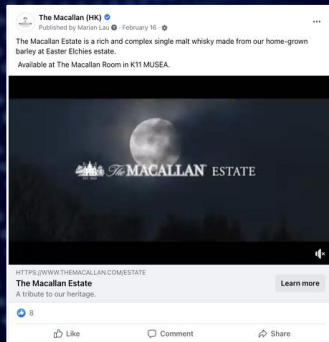 The Macallan (HK)
Published by Marian Lau · February 16 ·
The Macallan Estate is a rich and complex single malt whisky made from our home-grown
barley at Easter Elchies estate.
Available at The Macallan Room in K11 MUSEA.
The MACALLAN ESTATE
HTTPS://WWW.THEMACALLAN.COM/ESTATE
The Macallan Estate
A tribute to our heritage.
Learn more
8
Like Comment Share